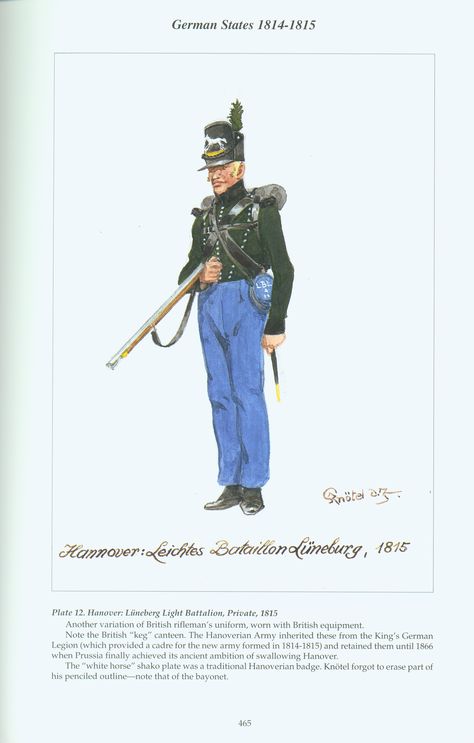 German States 1814-1815
L.B.L
Knötel d.J.
Hannover: Leichtes Bataillon Lüneburg, 1815
Plate 12. Hanover: Lüneberg Light Battalion, Private, 1815
Another variation of British rifleman's uniform, worn with British equipment.
Note the British "keg" canteen. The Hanoverian Army inherited these from the King's German
Legion (which provided a cadre for the new army formed in 1814-1815) and retained them until 1866
when Prussia finally achieved its ancient ambition of swallowing Hanover.
The "white horse" shako plate was a traditional Hanoverian badge. Knötel forgot to erase part of
his penciled outline—note that of the bayonet.
465